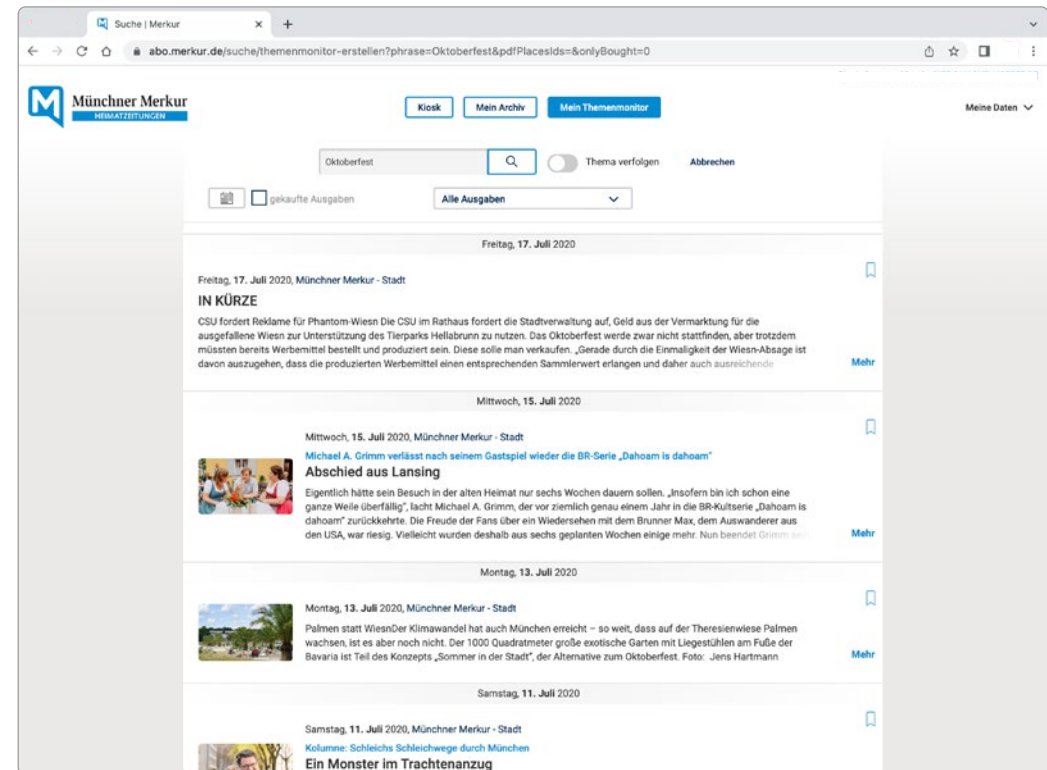 Suche | Merkur
abo.merkur.de/suche/themenmonitor-erstellen?phrase=Oktoberfest&pdfPlacesIds=&onlyBought=0
Münchner Merkur
HEIMATZEITUNGEN
Kiosk
Mein Archiv
Mein Themenmonitor
Meine Daten
Oktoberfest
Thema verfolgen
Abbrechen
gekaufte Ausgaben
Alle Ausgaben
Freitag, 17. Juli 2020
Freitag, 17. Juli 2020, Münchner Merkur - Stadt
IN KÜRZE
CSU fordert Reklame für Phantom-Wiesn Die CSU im Rathaus fordert die Stadtverwaltung auf, Geld aus der Vermarktung für die
ausgefallene Wiesn zur Unterstützung des Tierparks Hellabrunn zu nutzen. Das Oktoberfest werde zwar nicht stattfinden, aber trotzdem
müssten bereits Werbemittel bestellt und produziert sein. Diese solle man verkaufen. „Gerade durch die Einmaligkeit der Wiesn-Absage ist
davon auszugehen, dass die produzierten Werbemittel einen entsprechenden Sammlerwert erlangen und daher auch ausreichende
Mehr
Mittwoch, 15. Juli 2020
Mittwoch, 15. Juli 2020, Münchner Merkur - Stadt
Michael A. Grimm verlässt nach seinem Gastspiel wieder die BR-Serie „Dahoam is dahoam“
Abschied aus Lansing
Eigentlich hätte sein Besuch in der alten Heimat nur sechs Wochen dauern sollen. „Insofern bin ich schon eine
ganze Weile überfällig“, lacht Michael A. Grimm, der vor ziemlich genau einem Jahr in die BR-Kultserie „Dahoam is
dahoam“ zurückkehrte. Die Freude der Fans über ein Wiedersehen mit dem Brunner Max, dem Auswanderer aus
den USA, war riesig. Vielleicht wurden deshalb aus sechs geplanten Wochen einige mehr. Nun beendet Grimm
Mehr
Montag, 13. Juli 2020
Montag, 13. Juli 2020, Münchner Merkur - Stadt
Palmen statt WiesnDer Klimawandel hat auch München erreicht – so weit, dass auf der Theresienwiese Palmen
wachsen, ist es aber noch nicht. Der 1000 Quadratmeter große exotische Garten mit Liegestühlen am Fuße der
Bavaria ist Teil des Konzepts „Sommer in der Stadt“, der Alternative zum Oktoberfest. Foto: Jens Hartmann
Mehr
Samstag, 11. Juli 2020
Samstag, 11. Juli 2020, Münchner Merkur - Stadt
Kolumne: Schleichs Schleichwege durch München
Ein Monster im Trachtenanzug